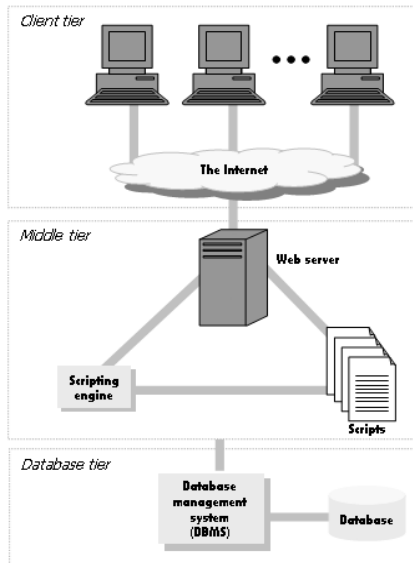 Client tier
The Internet
Middle tier
Web server
Scripting
engine
Scripts
Database tier
Database
management
system
(DBMS)
Database